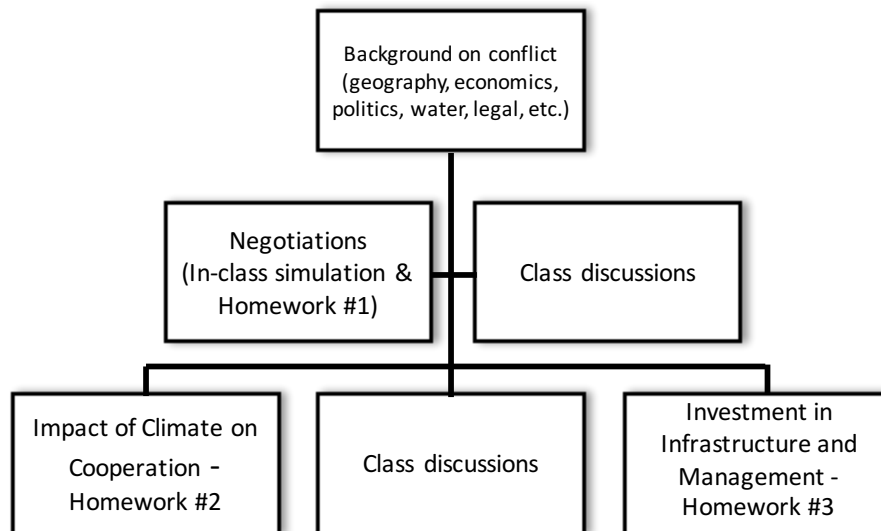 Background on conflict
(geography, economics,
politics, water, legal, etc.)
Negotiations
(In-class simulation &
Homework #1)
Class discussions
Impact of Climate on
Cooperation -
Homework #2
Class discussions
Investment in
Infrastructure and
Management -
Homework #3